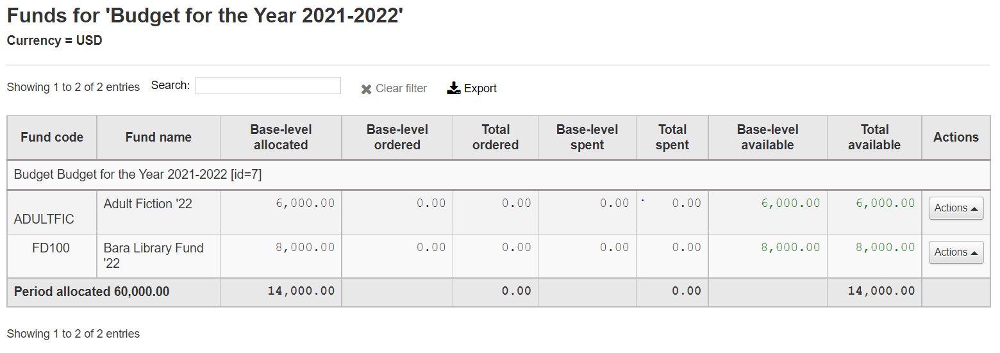 Funds for 'Budget for the Year 2021-2022'
Currency = USD
Showing 1 to 2 of 2 entries Search: Clear filter Export
Fund code Fund name Base-level allocated Base-level ordered Total ordered Base-level spent Total spent Base-level available Total available Actions
Budget Budget for the Year 2021-2022 [id=7]
ADULTFIC Adult Fiction '22 6,000.00 0.00 0.00 0.00 0.00 6,000.00 6,000.00 Actions
FD100 Bara Library Fund '22 8,000.00 0.00 0.00 0.00 0.00 8,000.00 8,000.00 Actions
Period allocated 60,000.00 14,000.00 0.00 0.00 14,000.00
Showing 1 to 2 of 2 entries